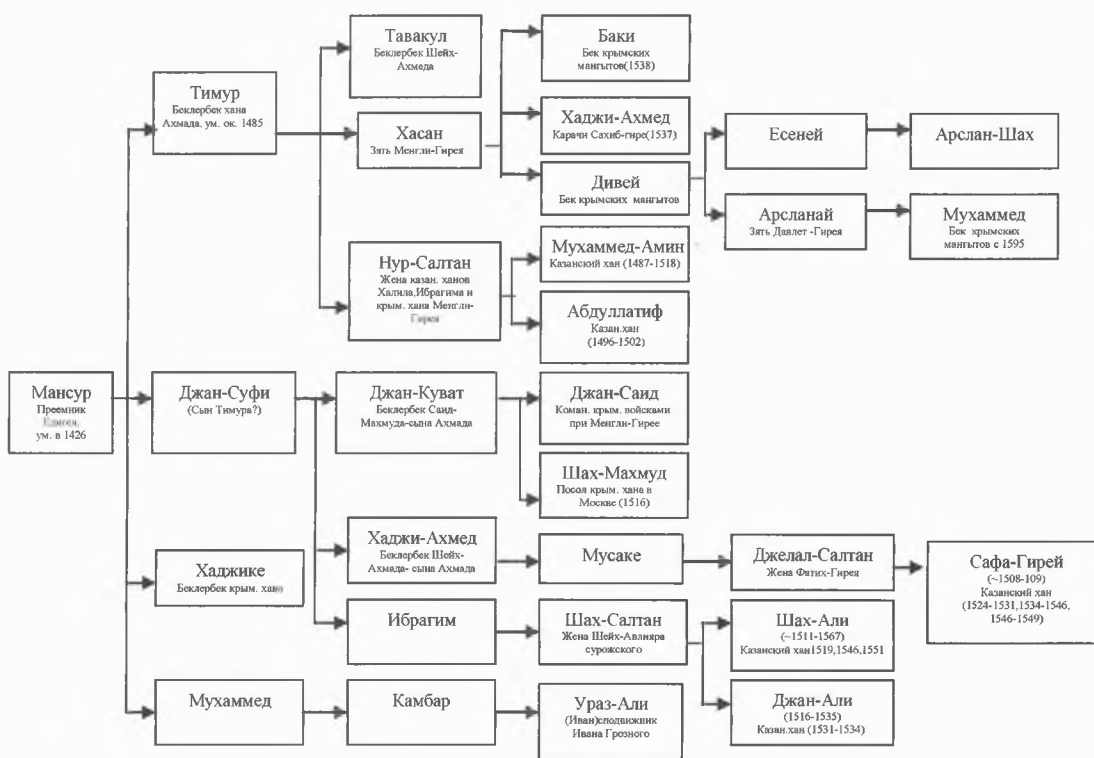 Тавакул
Беклербек Шейх-
Ахмеда
Баки
Бек крымских
мангытов(1538)
Тимур
Беклербек хана
Ахмада. ум. ок. 1485
Хасан
Зять Менгли-Гирея
Хаджи-Ахмед
Карачи Сахиб-гире(1537)
Дивей
Бек крымских мангытов
Есеней
Арслан-Шах
Арсланай
Зять Давлет -Гирея
Мухаммед
Бек крымских
мангытов с 1595
Нур-Салтан
Жена казан. ханов
Халила,Ибрагима и
крым. хана Менгли-
Гирея
Мухаммед-Амин
Казанский хан (1487-1518)
Абдуллатиф
Казан.хан
(1496-1502)
Мансур
Преемник
Едигея,
ум. в 1426
Джан-Суфи
(Сын Тимура?)
Джан-Куват
Беклербек Саид-
Махмуда-сына Ахмада
Джан-Саид
Коман. крым. войсками
при Менгли-Гирее
Шах-Махмуд
Посол крым. хана в
Москве (1516)
Хаджике
Беклербек крым. хана
Хаджи-Ахмед
Беклербек Шейх-
Ахмада- сына Ахмада
Мусаке
Джелал-Салтан
Жена Фатих-Гирея
Сафа-Гирей
(~1508-109)
Казанский хан
(1524-1531,1534-1546,
1546-1549)
Ибрагим
Шах-Салтан
Жена Шейх-Авлияра
сурожского
Шах-Али
(~1511-1567)
Казанский хан1519,1546,1551
Джан-Али
(1516-1535)
Казан.хан (1531-1534)
Мухаммед
Камбар
Ураз-Али
(Иван)сподвижник
Ивана Грозного